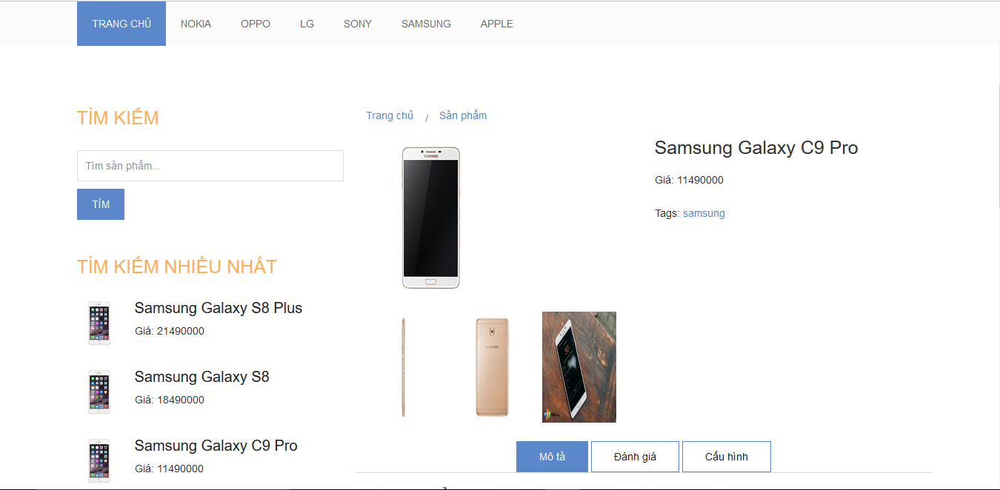 TRANG CHỦ NOKIA OPPO LG SONY SAMSUNG APPLE
TÌM KIẾM
Tìm sản phẩm...
TÌM
TÌM KIẾM NHIỀU NHẤT
Samsung Galaxy S8 Plus
Giá: 21490000
Samsung Galaxy S8
Giá: 18490000
Samsung Galaxy C9 Pro
Giá: 11490000
Trang chủ / Sản phẩm
SAMSUNG
SAMSUNG
Samsung Galaxy C9 Pro
Giá: 11490000
Tags: samsung
Mô tả Đánh giá Cấu hình